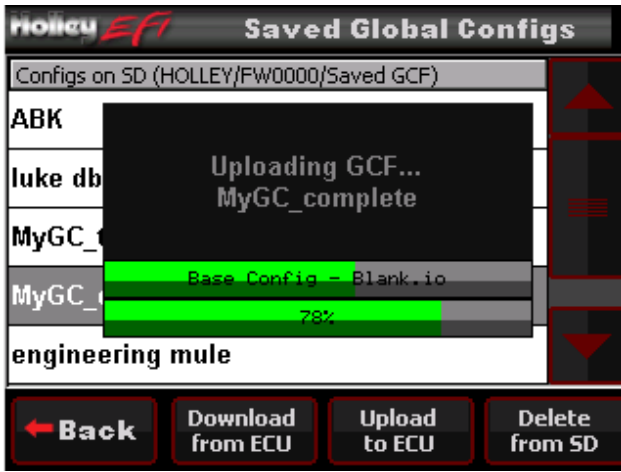 Holley EFI
Saved Global Configs
Configs on SD (HOLLEY/FW0000/Saved GCF)
ABK
luke db
MyGC_
MyGC_
engineering mule
Uploading GCF...
MyGC_complete
Base Config - Blank.io
78%
Back
Download
from ECU
Upload
to ECU
Delete
from SD